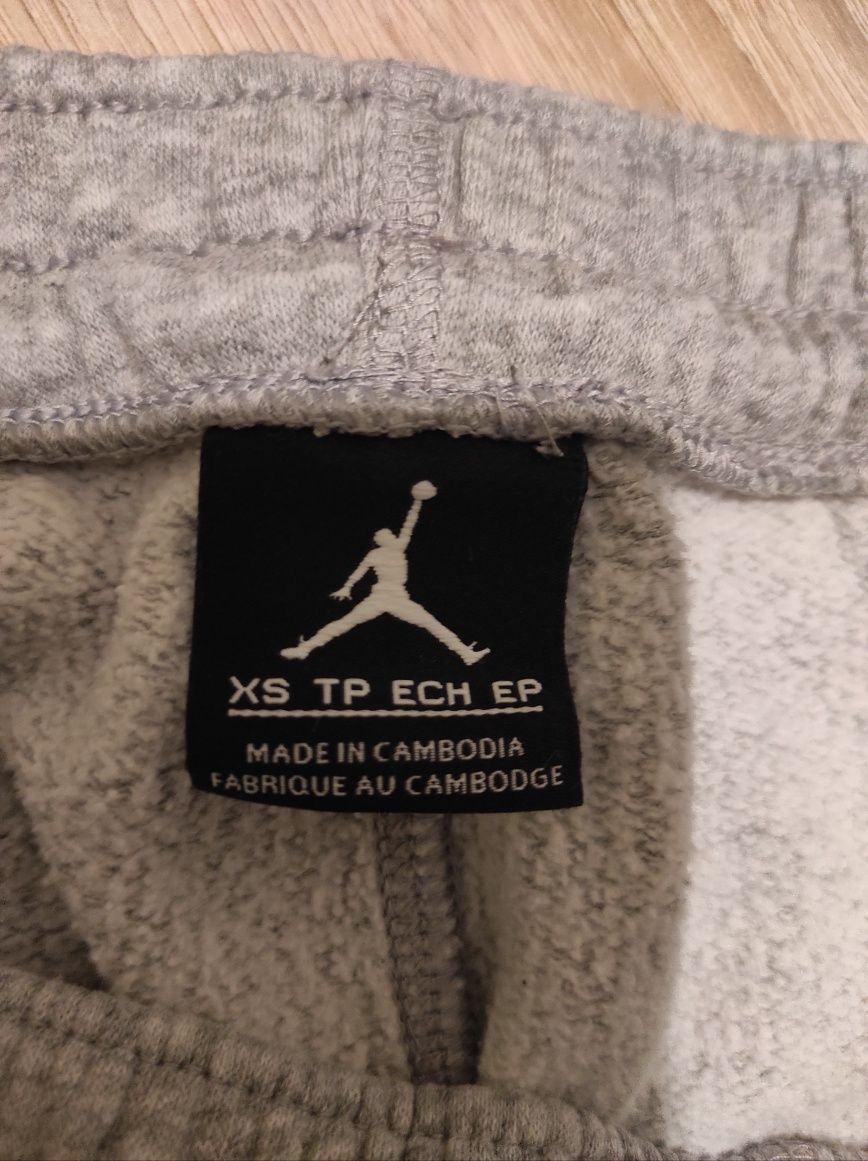 XS TP ECH EP
MADE IN CAMBODIA
FABRIQUE AU CAMBODGE